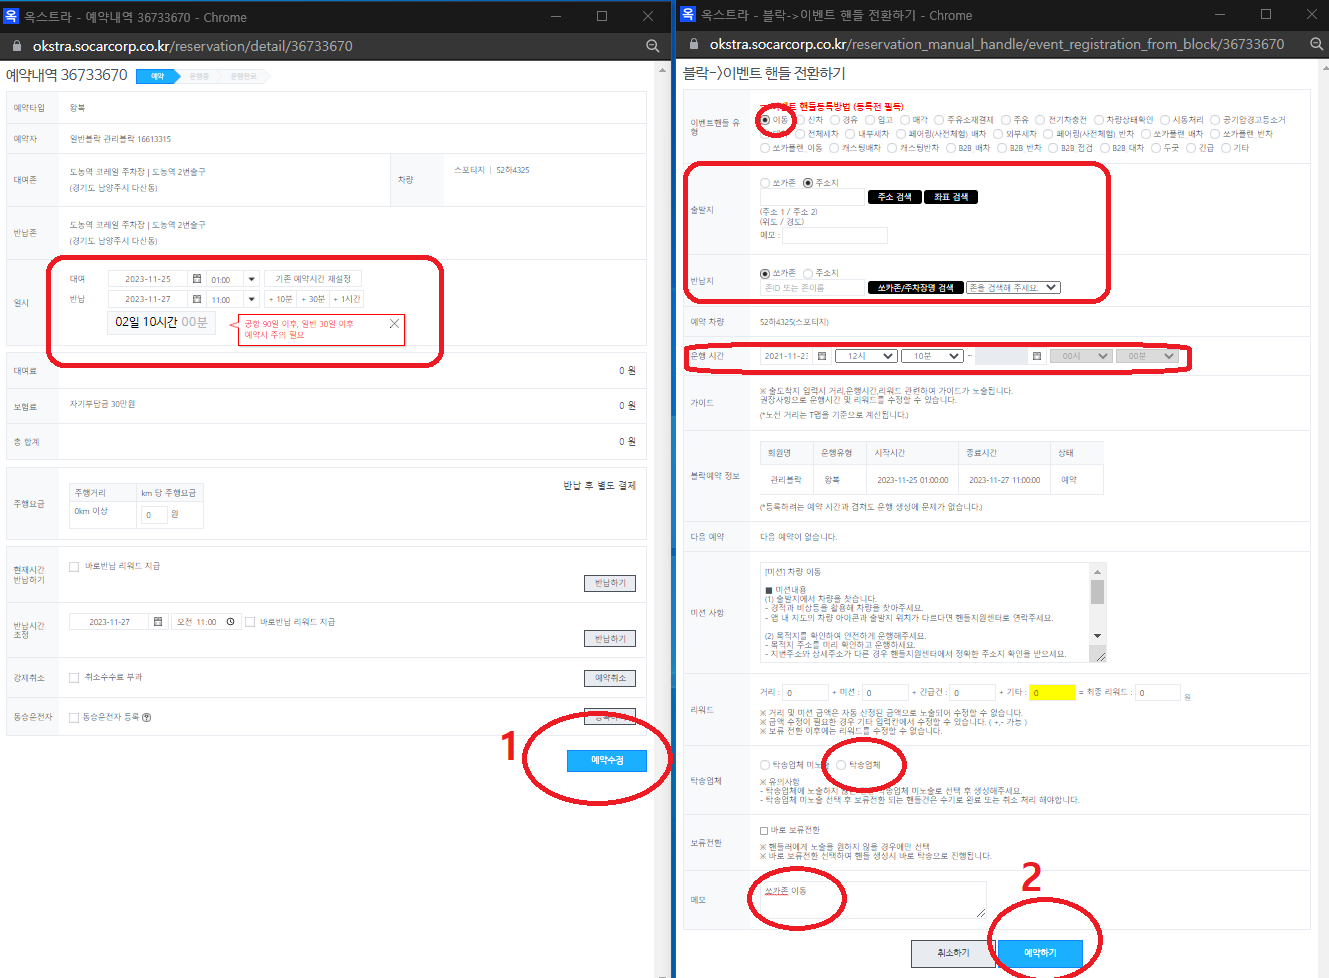 옥스트라 - 예약내역 36733670 - Chrome
okstra.socarcorp.co.kr/reservation/detail/36733670
예약내역 36733670 예약 운행중 운행완료
예약타입 왕복
예약자 일반블락 관리블락 16613315
대여존 도농역 코레일 주차장 | 도농역 2번출구
(경기도 남양주시 다산동)
차량 스포티지 | 52하4325
반납존 도농역 코레일 주차장 | 도농역 2번출구
(경기도 남양주시 다산동)
일시
대여 2023-11-25 01:00 기존 예약시간 재설정
반납 2023-11-27 11:00 + 10분 + 30분 + 1시간
02일 10시간 00분
공항 90일 이후, 일반 30일 이후
예약시 주의 필요
대여료 0 원
보험료 자기부담금 30만원 0 원
총 합계 0 원
주행요금 반납 후 별도 결제
주행거리 km 당 주행요금
0km 이상 0 원
현재시간
반납하기
바로반납 리워드 지급
반납하기
반납시간
조정
2023-11-27 오전 11:00 바로반납 리워드 지급
반납하기
강제취소 취소수수료 부과 예약취소
동승운전자 동승운전자 등록
1
예약수정
옥스트라 - 블락->이벤트 핸들 전환하기 - Chrome
okstra.socarcorp.co.kr/reservation_manual_handle/event_registration_from_block/36733670
블락->이벤트 핸들 전환하기
이벤트핸들 유
형
핸들등록방법 (등록전 필독)
이동 신차 경유 입고 매각 주유소재결제 주유 전기차충전 차량상태확인 시동처리 공기압경고등소거
전체세차 내부세차 페어링(사전체험) 배차 외부세차 페어링(사전체험) 반차 쏘카플랜 배차 쏘카플랜 반차
쏘카플랜 이동 캐스팅배차 캐스팅반차 B2B 배차 B2B 반차 B2B 점검 B2B 대차 두굿 긴급 기타
출발지
쏘카존 주소지
주소 검색 좌표 검색
(주소 1 / 주소 2)
(위도 / 경도)
메모 :
반납지
쏘카존 주소지
존ID 또는 존이름 쏘카존/주차장명 검색 존을 검색해 주세요.
예약 차량 52하4325(스포티지)
운행 시간 2021-11-23 12시 10분 ~ 00시 00분
가이드
※ 출도착지 입력시 거리,운행시간,리워드 관련하여 가이드가 노출됩니다.
권장사항으로 운행시간 및 리워드를 수정할 수 있습니다.
(*노선 거리는 T맵을 기준으로 계산됩니다.)
블락예약 정보
회원명 운행유형 시작시간 종료시간 상태
관리블락 왕복 2023-11-25 01:00:00 2023-11-27 11:00:00 예약
(*등록하려는 예약 시간과 겹쳐도 운행 생성에 문제가 없습니다.)
다음 예약 다음 예약이 없습니다.
미션 사항
[미션] 차량 이동
■ 미션내용
(1) 출발지에서 차량을 찾습니다.
- 경적과 비상등을 활용해 차량을 찾아주세요.
- 앱 내 지도의 차량 아이콘과 출발지 위치가 다르다면 핸들지원센터로 연락주세요.
(2) 목적지를 확인하여 안전하게 운행해주세요.
- 목적지 주소를 미리 확인하고 운행하세요.
- 지번주소와 상세주소가 다른 경우 핸들지원센터에서 정확한 주소지 확인을 받으세요.
리워드
거리 : 0 + 미션 : 0 + 긴급건 : 0 + 기타 : 0 = 최종 리워드 : 0 원
※ 거리 및 미션 금액은 자동 산정된 금액으로 노출되어 수정할 수 없습니다.
※ 금액 수정이 필요한 경우 기타 입력칸에서 수정할 수 있습니다. ( +,- 가능 )
※ 보류 전환 이후에는 리워드를 수정할 수 없습니다.
탁송업체
탁송업체 미노출 탁송업체
※ 유의사항
- 탁송업체에 노출하지 탁송업체 미노출로 선택 후 생성해주세요.
- 탁송업체 미노출 선택 후 보류전환 되는 핸들건은 수기로 완료 또는 취소 처리 해야합니다.
보류전환
바로 보류전환
※ 핸들러에게 노출을 원하지 않을 경우에만 선택
※ 바로 보류전환 선택하여 핸들 생성시 바로 탁송으로 진행됩니다.
메모 쏘카존 이동
2
취소하기 예약하기